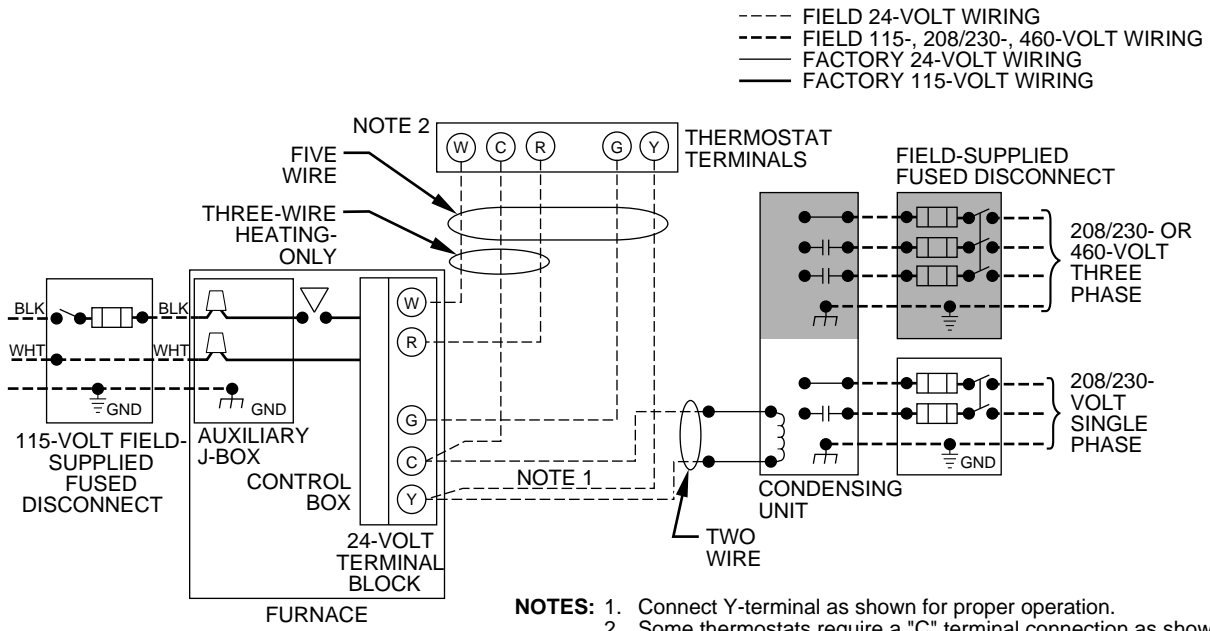 FIELD 24-VOLT WIRING
FIELD 115-, 208/230-, 460-VOLT WIRING
FACTORY 24-VOLT WIRING
FACTORY 115-VOLT WIRING
NOTE 2
W
C
R
G
Y
THERMOSTAT
TERMINALS
FIVE
WIRE
THREE-WIRE
HEATING-
ONLY
FIELD-SUPPLIED
FUSED DISCONNECT
208/230- OR
460-VOLT
THREE
PHASE
BLK
BLK
WHT
WHT
GND
GND
W
R
G
C
Y
NOTE 1
208/230-
VOLT
SINGLE
PHASE
GND
115-VOLT FIELD-
SUPPLIED
FUSED
DISCONNECT
AUXILIARY
J-BOX
CONTROL
BOX
24-VOLT
TERMINAL
BLOCK
FURNACE
CONDENSING
UNIT
TWO
WIRE
NOTES: 1. Connect Y-terminal as shown for proper operation.
2. Some thermostats require a "C" terminal connection as show